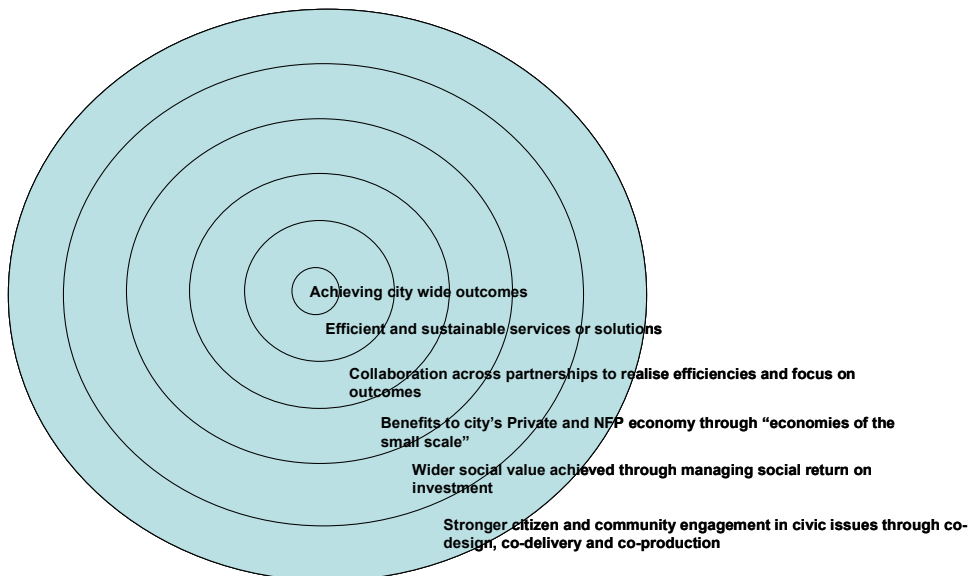 Achieving city wide outcomes
Efficient and sustainable services or solutions
Collaboration across partnerships to realise efficiencies and focus on
outcomes
Benefits to city’s Private and NFP economy through “economies of the
small scale”
Wider social value achieved through managing social return on
investment
Stronger citizen and community engagement in civic issues through co-
design, co-delivery and co-production